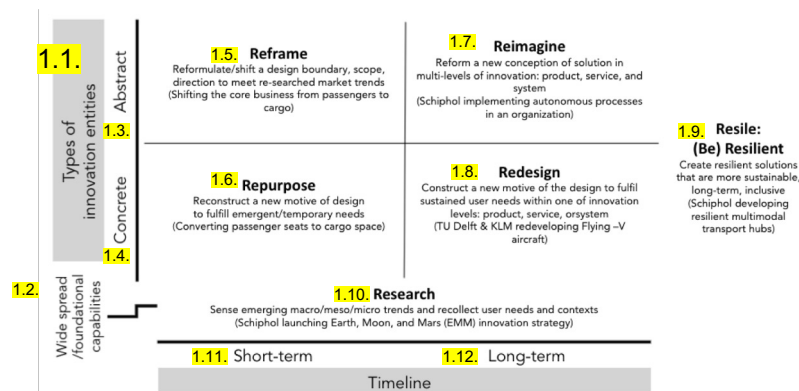 1.1.
Types of
innovation entities
Abstract
1.3.
Concrete
1.4.
1.2.
Wide spread
/foundational
capabilities
1.5. Reframe
Reformulate/shift a design boundary, scope,
direction to meet re-searched market trends
(Shifting the core business from passengers to
cargo)
1.7. Reimagine
Reform a new conception of solution in
multi-levels of innovation: product, service, and
system
(Schiphol implementing autonomous processes
in an organization)
1.6. Repurpose
Reconstruct a new motive of design
to fulfill emergent/temporary needs
(Converting passenger seats to cargo space)
1.8. Redesign
Construct a new motive of the design to fulfil
sustained user needs within one of innovation
levels: product, service, orsystem
(TU Delft & KLM redeveloping Flying –V
aircraft)
1.9. Resile:
(Be) Resilient
Create resilient solutions
that are more sustainable,
long-term, inclusive
(Schiphol developing
resilient multimodal
transport hubs)
1.10. Research
Sense emerging macro/meso/micro trends and recollect user needs and contexts
(Schiphol launching Earth, Moon, and Mars (EMM) innovation strategy)
1.11. Short-term
1.12. Long-term
Timeline